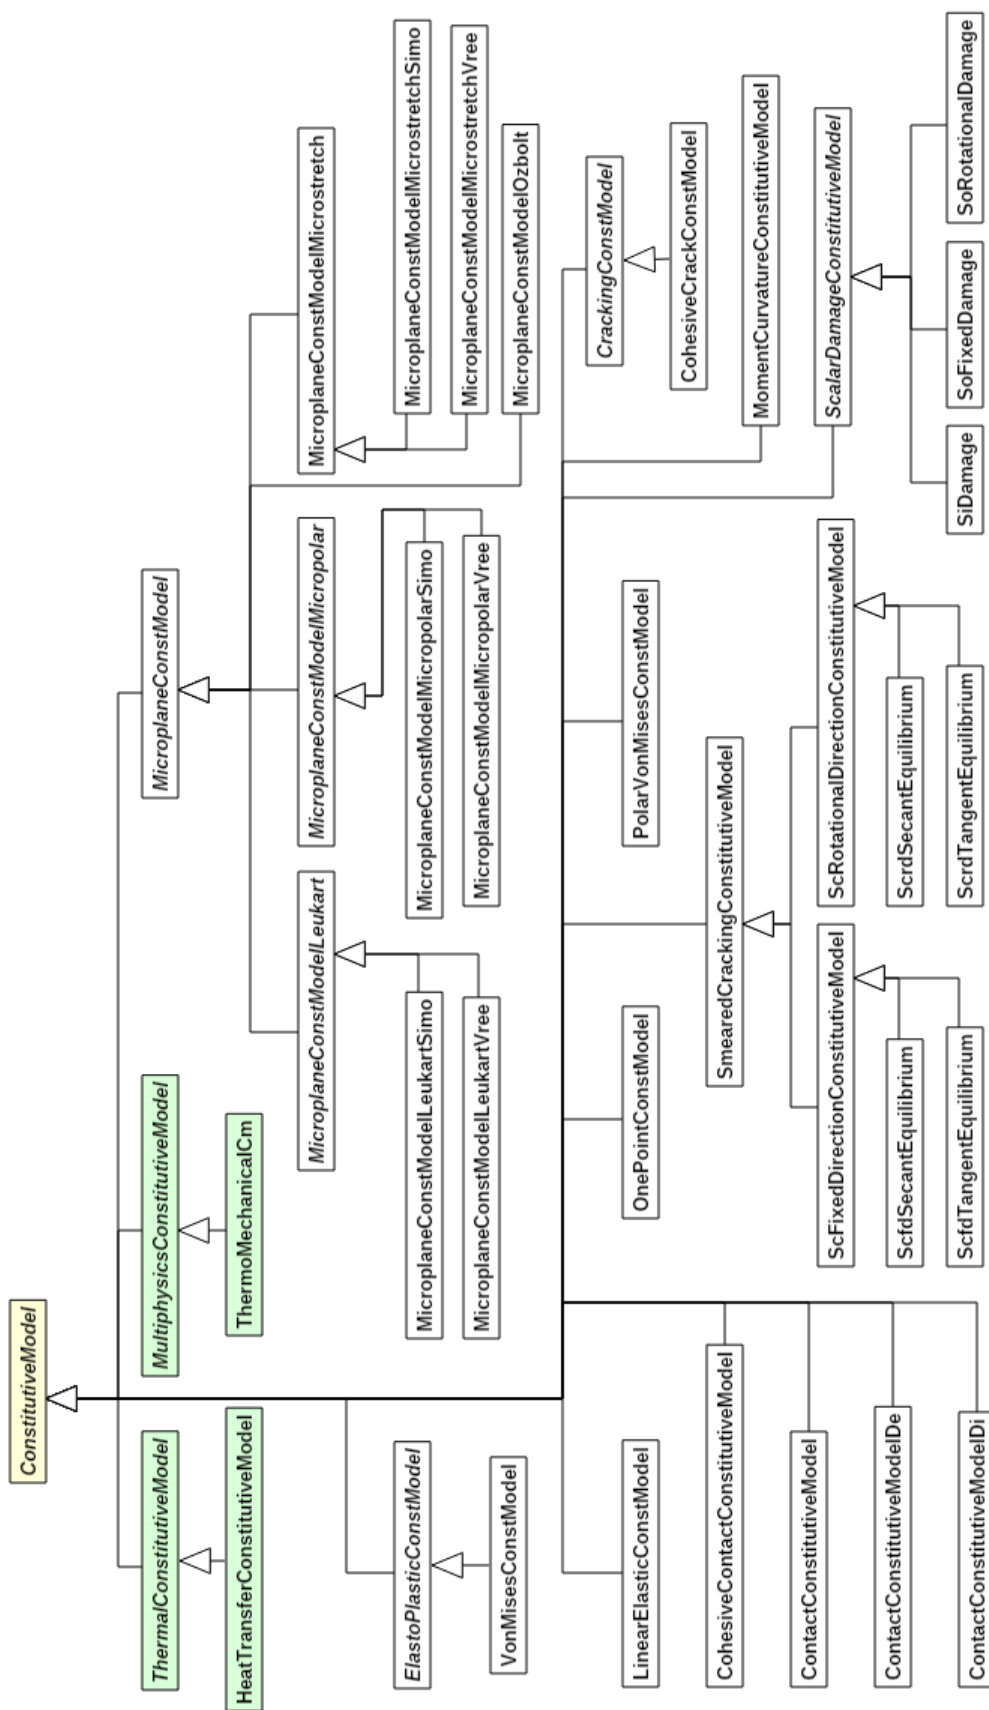 ConstitutiveModel
ThermalConstitutiveModel
MultiphysicsConstitutiveModel
MicroplaneConstModel
HeatTransferConstitutiveModel
ThermoMechanicalCm
MicroplaneConstModelLeukart
MicroplaneConstModelMicropolar
MicroplaneConstModelMicrostretch
ElastoPlasticConstModel
MicroplaneConstModelLeukartSimo
MicroplaneConstModelMicropolarSimo
MicroplaneConstModelMicrostretchSimo
MicroplaneConstModelLeukartVree
MicroplaneConstModelMicropolarVree
MicroplaneConstModelMicrostretchVree
VonMisesConstModel
MicroplaneConstModelOzbolt
CrackingConstModel
LinearElasticConstModel
OnePointConstModel
PolarVonMisesConstModel
CohesiveCrackConstModel
CohesiveContactConstitutiveModel
SmearedCrackingConstitutiveModel
MomentCurvatureConstitutiveModel
ContactConstitutiveModel
ScFixedDirectionConstitutiveModel
ScRotationalDirectionConstitutiveModel
ScalarDamageConstitutiveModel
ContactConstitutiveModelDe
ScfdSecantEquilibrium
ScrdSecantEquilibrium
ContactConstitutiveModelDi
ScfdTangentEquilibrium
ScrdTangentEquilibrium
SiDamage
SoFixedDamage
SoRotationalDamage